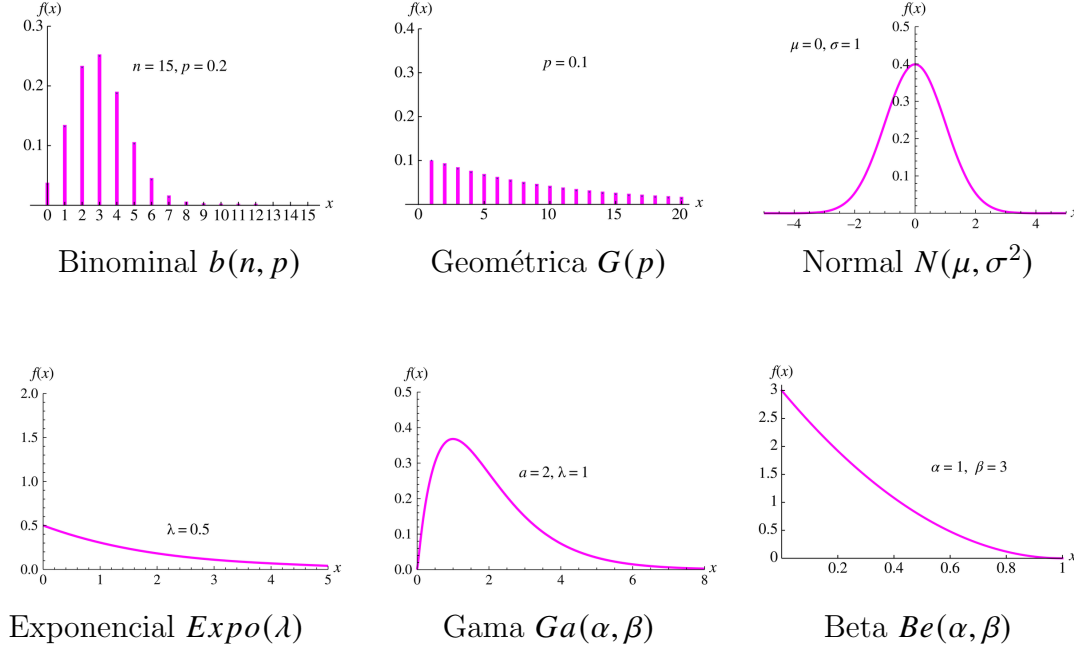 f(x)
0.3
0.2
0.1
n = 15, p = 0.2
0 1 2 3 4 5 6 7 8 9 10 11 12 13 14 15
x
Binominal b(n, p)
f(x)
0.4
0.3
0.2
0.1
p = 0.1
0 5 10 15 20
x
Geométrica G(p)
f(x)
0.5
0.4
0.3
0.2
0.1
μ = 0, σ = 1
−4 −2 0 2 4
x
Normal N(μ, σ²)
f(x)
2.0
1.5
1.0
0.5
0.0
λ = 0.5
0 1 2 3 4 5
x
Exponencial Expo(λ)
f(x)
0.5
0.4
0.3
0.2
0.1
0.0
a = 2, λ = 1
0 2 4 6 8
x
Gama Ga(α, β)
f(x)
3
2.5
2
1.5
1
0.5
0
α = 1, β = 3
0.2 0.4 0.6 0.8 1
x
Beta Be(α, β)